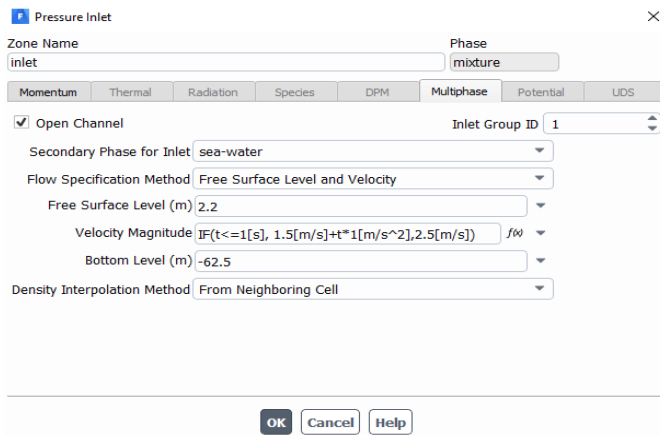 Pressure Inlet
Zone Name Phase
inlet mixture
Momentum Thermal Radiation Species DPM Multiphase Potential UDS
Open Channel Inlet Group ID 1
Secondary Phase for Inlet sea-water
Flow Specification Method Free Surface Level and Velocity
Free Surface Level (m) 2.2
Velocity Magnitude IF(t<=1[s], 1.5[m/s]+t*1[m/s^2],2.5[m/s]) f(x)
Bottom Level (m) -62.5
Density Interpolation Method From Neighboring Cell
OK Cancel Help